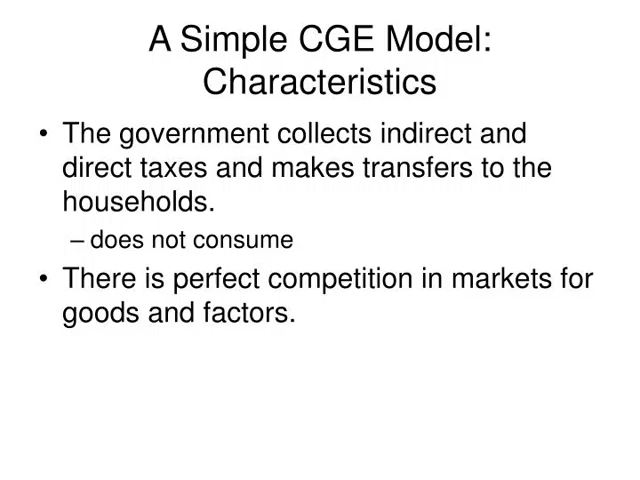 A Simple CGE Model:
Characteristics
• The government collects indirect and
direct taxes and makes transfers to the
households.
– does not consume
• There is perfect competition in markets for
goods and factors.